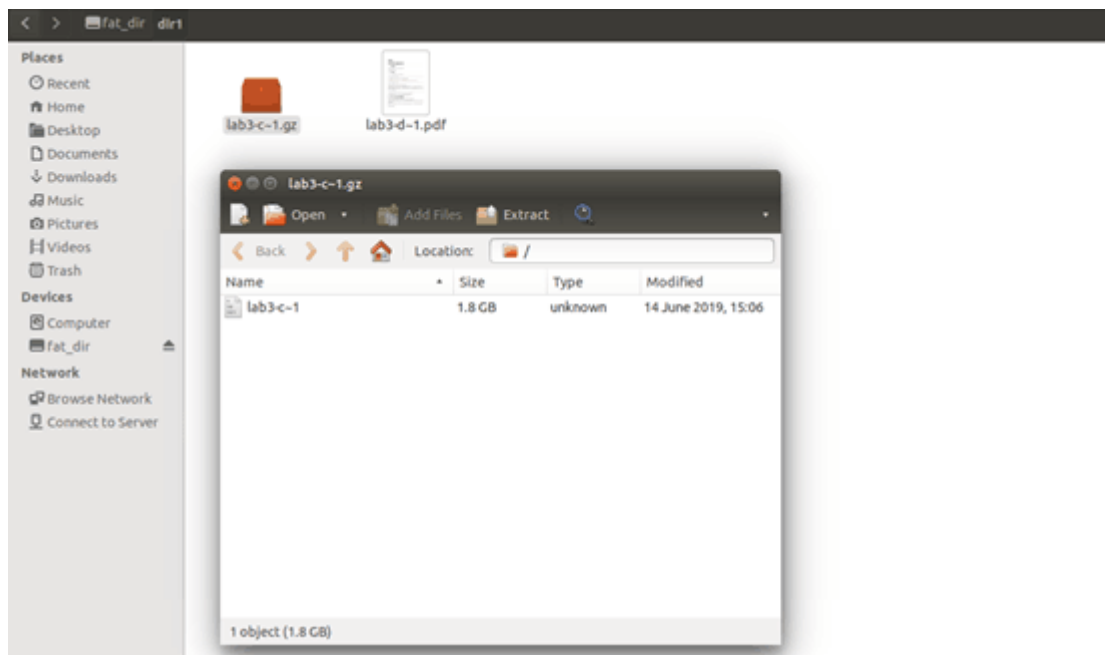 fat_dir dir1
Places
Recent
Home
Desktop
Documents
Downloads
Music
Pictures
Videos
Trash
Devices
Computer
fat_dir
Network
Browse Network
Connect to Server
lab3-c~1.gz
lab3-d~1.pdf
lab3-c~1.gz
Open Add Files Extract
Back Location: /
Name Size Type Modified
lab3-c~1 1.8 GB unknown 14 June 2019, 15:06
1 object (1.8 GB)